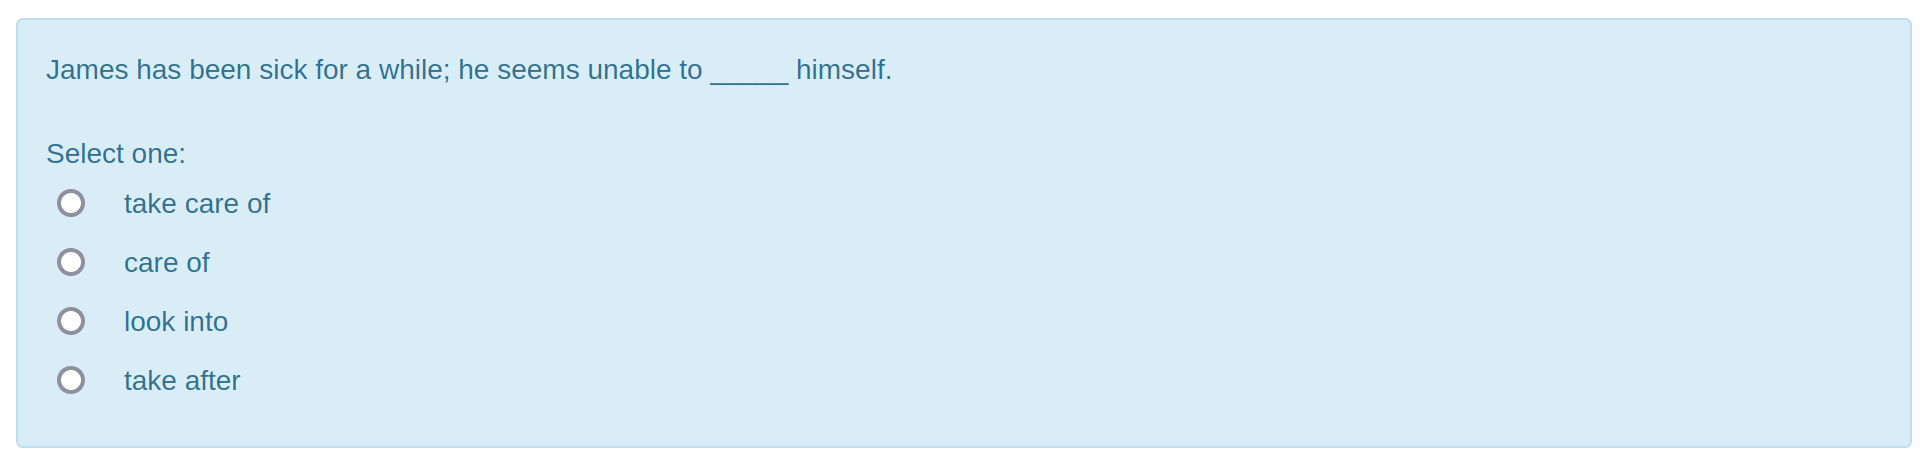 James has been sick for a while; he seems unable to _____ himself.
Select one:
take care of
care of
look into
take after